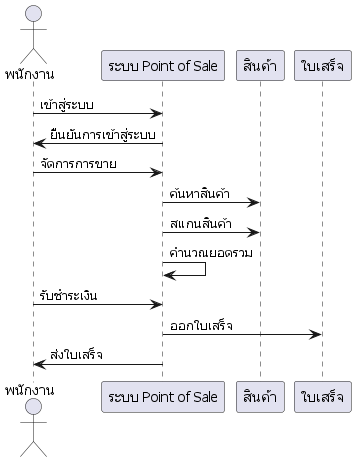 พนักงาน
ระบบ Point of Sale
สินค้า
ใบเสร็จ
เข้าสู่ระบบ
ยืนยันการเข้าสู่ระบบ
จัดการการขาย
ค้นหาสินค้า
สแกนสินค้า
คำนวณยอดรวม
รับชำระเงิน
ออกใบเสร็จ
ส่งใบเสร็จ
พนักงาน
ระบบ Point of Sale
สินค้า
ใบเสร็จ